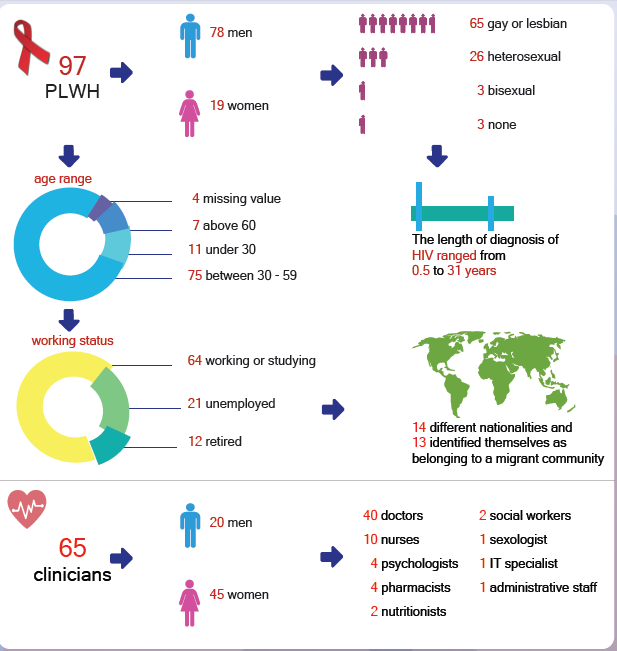 97
PLWH
78 men
19 women
65 gay or lesbian
26 heterosexual
3 bisexual
3 none
age range
4 missing value
7 above 60
11 under 30
75 between 30 - 59
The length of diagnosis of
HIV ranged from
0.5 to 31 years
working status
64 working or studying
21 unemployed
12 retired
14 different nationalities and
13 identified themselves as
belonging to a migrant community
65
clinicians
20 men
45 women
40 doctors
10 nurses
4 psychologists
4 pharmacists
2 nutritionists
2 social workers
1 sexologist
1 IT specialist
1 administrative staff